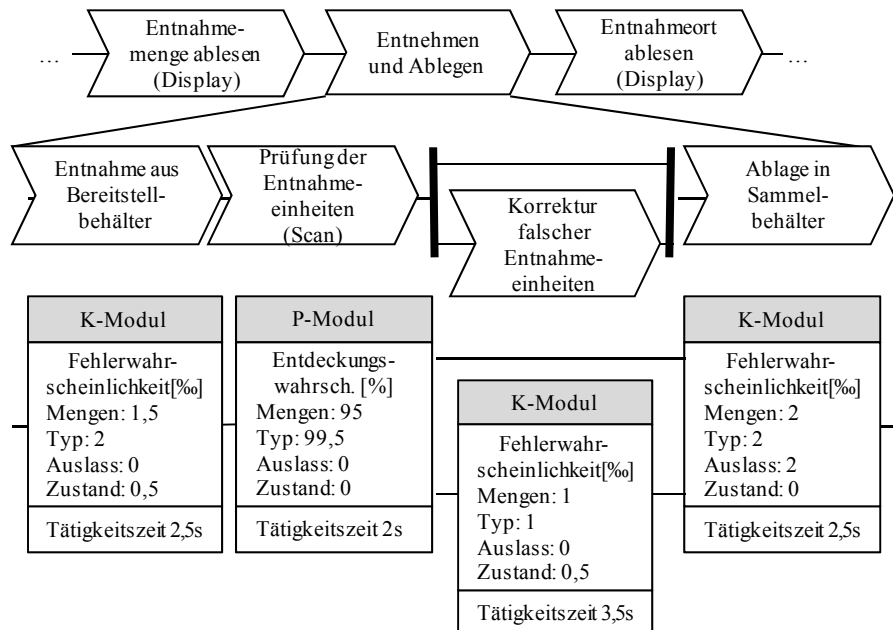 …
Entnahme-
menge ablesen
(Display)
Entnehmen
und Ablegen
Entnahmeort
ablesen
(Display)
…
Entnahme aus
Bereitstell-
behälter
Prüfung der
Entnahme-
einheiten
(Scan)
Korrektur
falscher
Entnahme-
einheiten
Ablage in
Sammel-
behälter
K-Modul
Fehlerwahr-
scheinlichkeit[‰]
Mengen: 1,5
Typ: 2
Auslass: 0
Zustand: 0,5
Tätigkeitszeit 2,5s
P-Modul
Entdeckungs-
wahrsch. [%]
Mengen: 95
Typ: 99,5
Auslass: 0
Zustand: 0
Tätigkeitszeit 2s
K-Modul
Fehlerwahr-
scheinlichkeit[‰]
Mengen: 1
Typ: 1
Auslass: 0
Zustand: 0,5
Tätigkeitszeit 3,5s
K-Modul
Fehlerwahr-
scheinlichkeit[‰]
Mengen: 2
Typ: 2
Auslass: 2
Zustand: 0
Tätigkeitszeit 2,5s